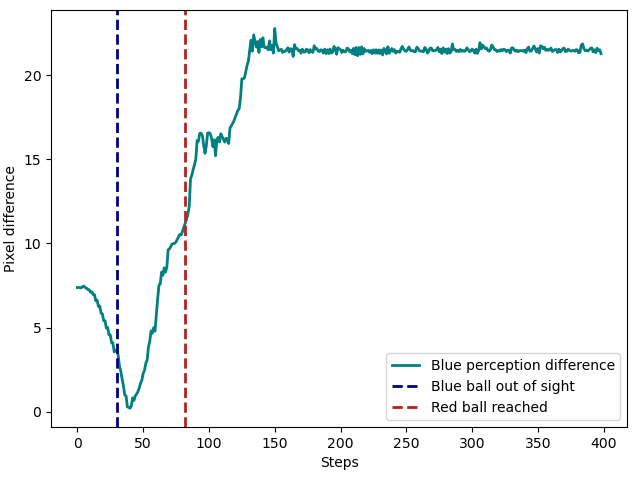 20
15
10
5
0
Pixel difference
0 50 100 150 200 250 300 350 400
Steps
Blue perception difference
Blue ball out of sight
Red ball reached